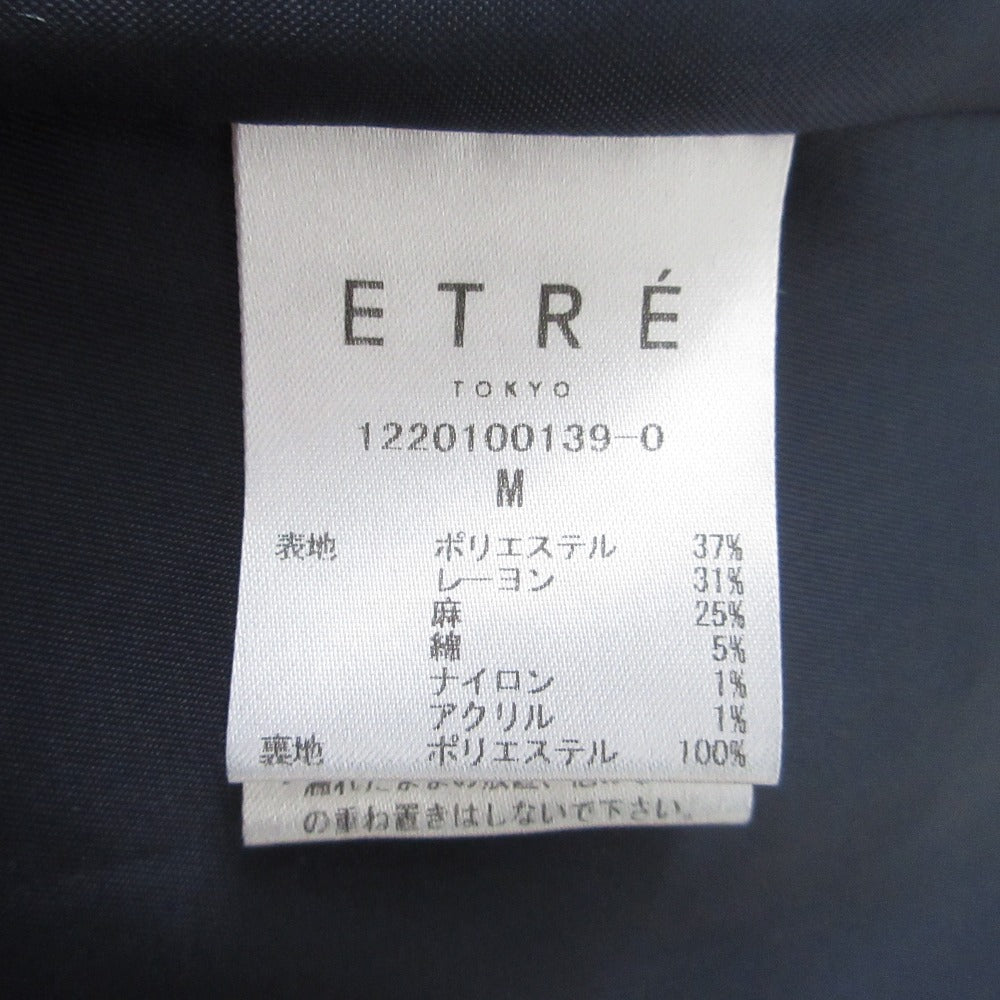 ETRÉ
TOKYO
1220100139-0
M
表地 ポリエステル 37%
レーヨン 31%
麻 25%
綿 5%
ナイロン 1%
アクリル 1%
裏地 ポリエステル 100%
の重ね置きはしないで下さい。